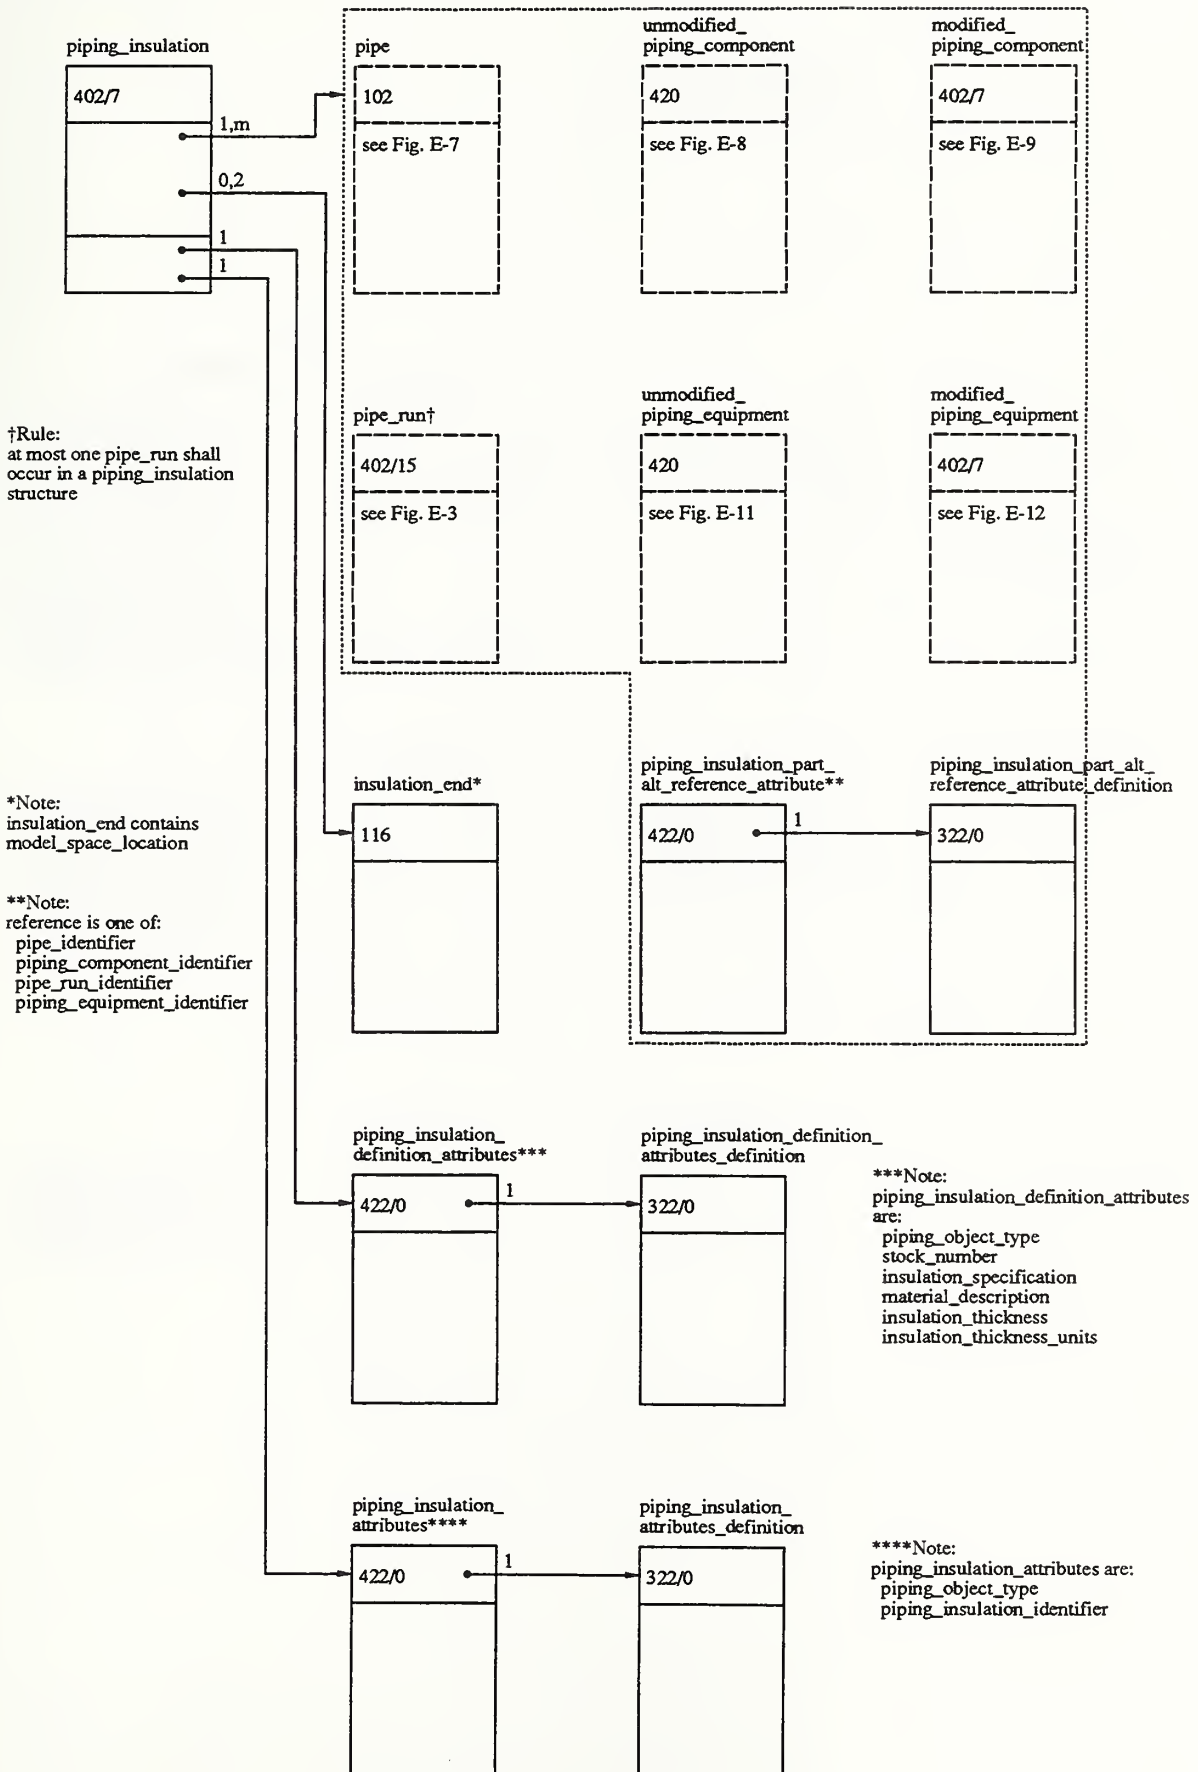 piping_insulation
402/7
1,m
0,2
1
1
pipe
102
see Fig. E-7
unmodified_
piping_component
420
see Fig. E-8
modified_
piping_component
402/7
see Fig. E-9
†Rule:
at most one pipe_run shall
occur in a piping_insulation
structure
pipe_run†
402/15
see Fig. E-3
unmodified_
piping_equipment
420
see Fig. E-11
modified_
piping_equipment
402/7
see Fig. E-12
*Note:
insulation_end contains
model_space_location
**Note:
reference is one of:
pipe_identifier
piping_component_identifier
pipe_run_identifier
piping_equipment_identifier
insulation_end*
116
piping_insulation_part_
alt_reference_attribute**
422/0
1
piping_insulation_part_alt_
reference_attribute_definition
322/0
piping_insulation_
definition_attributes***
422/0
1
piping_insulation_definition_
attributes_definition
322/0
***Note:
piping_insulation_definition_attributes
are:
piping_object_type
stock_number
insulation_specification
material_description
insulation_thickness
insulation_thickness_units
piping_insulation_
attributes****
422/0
1
piping_insulation_
attributes_definition
322/0
****Note:
piping_insulation_attributes are:
piping_object_type
piping_insulation_identifier